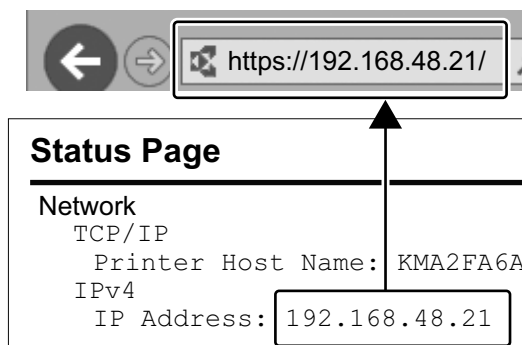 https://192.168.48.21/
Status Page
Network
TCP/IP
Printer Host Name: KMA2FA6A
IPv4
IP Address: 192.168.48.21